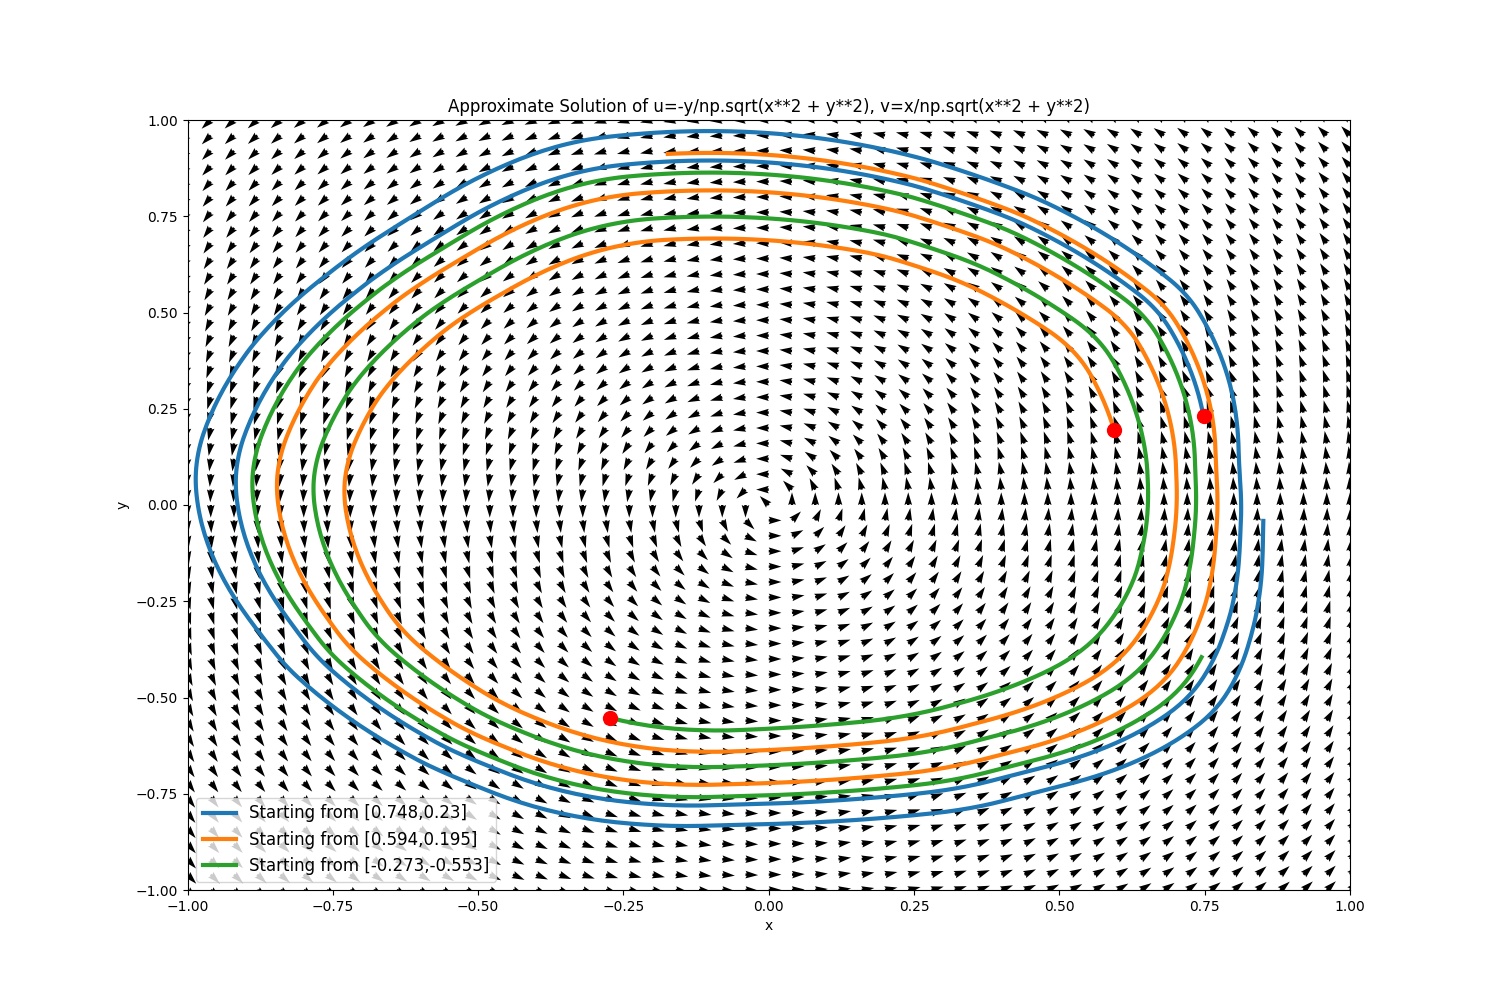 Approximate Solution of u=-y/np.sqrt(x**2 + y**2), v=x/np.sqrt(x**2 + y**2)
1.00
0.75
0.50
0.25
0.00
−0.25
−0.50
−0.75
−1.00
y
Starting from [0.748,0.23]
Starting from [0.594,0.195]
Starting from [-0.273,-0.553]
−1.00 −0.75 −0.50 −0.25 0.00 0.25 0.50 0.75 1.00
x